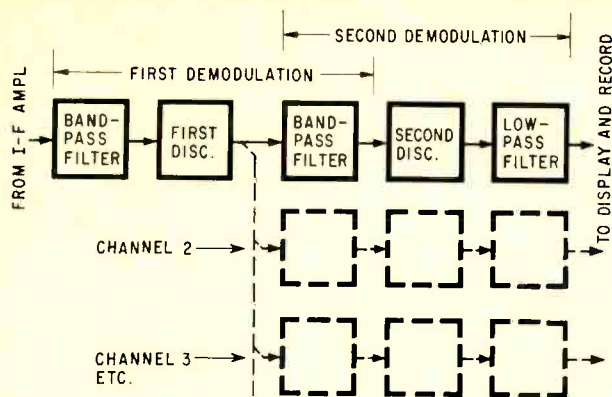 SECOND DEMODULATION
FIRST DEMODULATION
FROM I-F AMPL
BAND-
PASS
FILTER
FIRST
DISC.
BAND-
PASS
FILTER
SECOND
DISC.
LOW-
PASS
FILTER
TO DISPLAY AND RECORD
CHANNEL 2
CHANNEL 3
ETC.